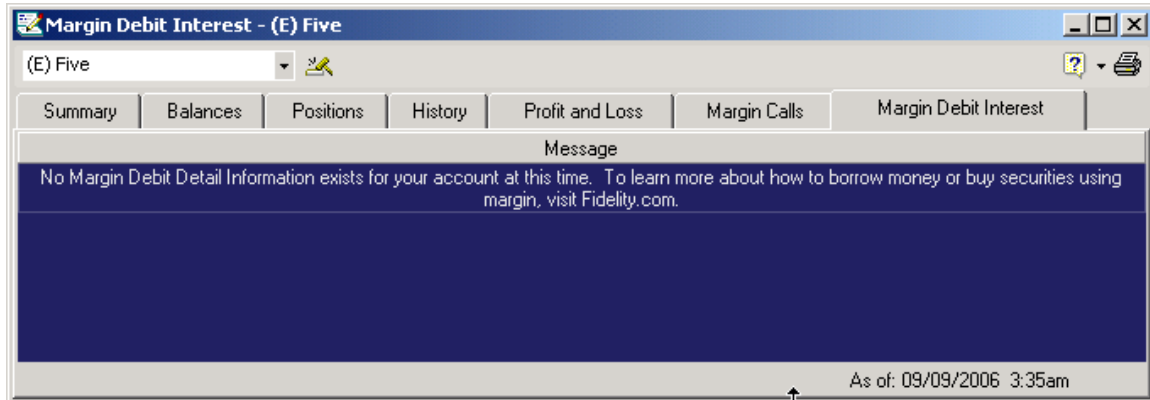 Margin Debit Interest - (E) Five
(E) Five
Summary Balances Positions History Profit and Loss Margin Calls Margin Debit Interest
Message
No Margin Debit Detail Information exists for your account at this time.  To learn more about how to borrow money or buy securities using
margin, visit Fidelity.com.
As of: 09/09/2006  3:35am